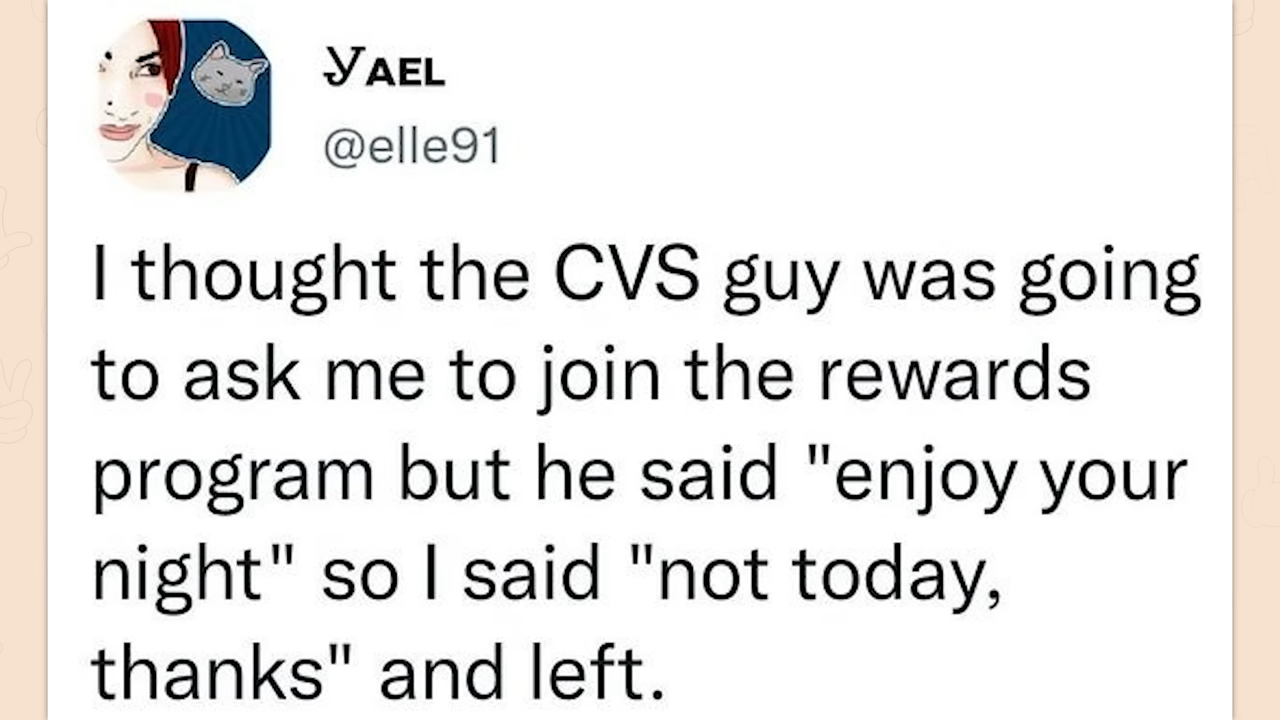 YAEL
@elle91
I thought the CVS guy was going
to ask me to join the rewards
program but he said "enjoy your
night" so I said "not today,
thanks" and left.